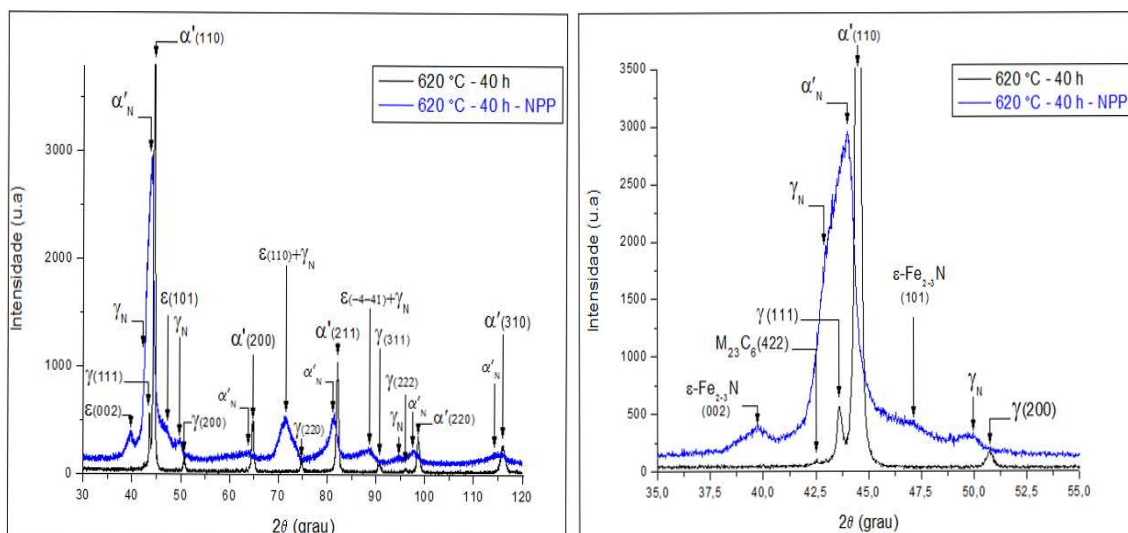 α'(110)
620 °C - 40 h
620 °C - 40 h - NPP
α'N
3000
ε(110)+γN
ε(-4-41)+γN
Intensidade (u.a)
2000
γN
ε(101)
γN
α'(200)
α'(211)
γ(311)
α'(310)
1000
γ(111)
ε(002)
γ(200)
α'N
γ(220)
α'N
γ(222)
γN
α'N
α'(220)
α'N
0
30 40 50 60 70 80 90 100 110 120
2θ (grau)
α'(110)
620 °C - 40 h
620 °C - 40 h - NPP
3500
α'N
3000
2500
γN
Intensidade (u.a)
2000
ε-Fe2-3N
(101)
1500
γ(111)
M23C6(422)
1000
ε-Fe2-3N
(002)
γN
γ(200)
500
0
35,0 37,5 40,0 42,5 45,0 47,5 50,0 52,5 55,0
2θ (grau)